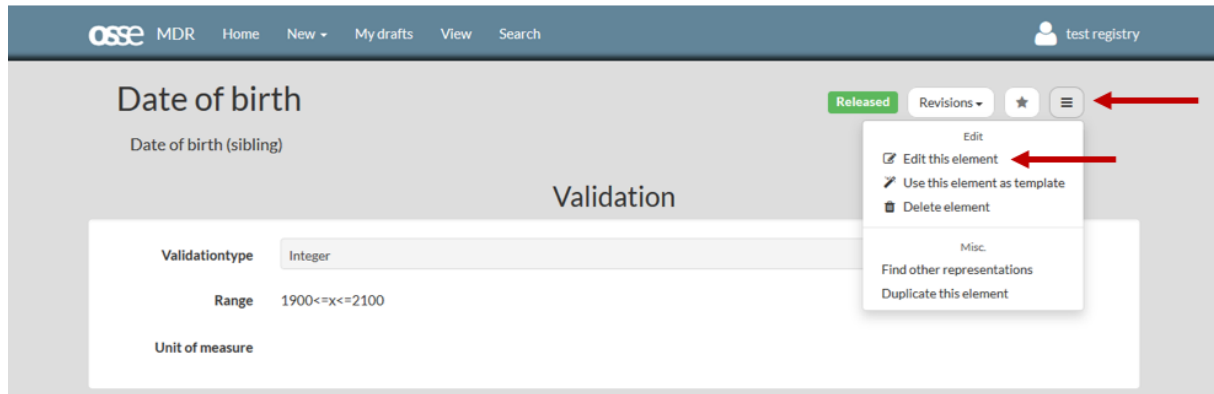 OSSE MDR Home New My drafts View Search test registry
Date of birth
Released Revisions
Date of birth (sibling)
Edit
Edit this element
Use this element as template
Delete element
Validation
Misc.
Find other representations
Duplicate this element
Validationtype Integer
Range 1900<=x<=2100
Unit of measure